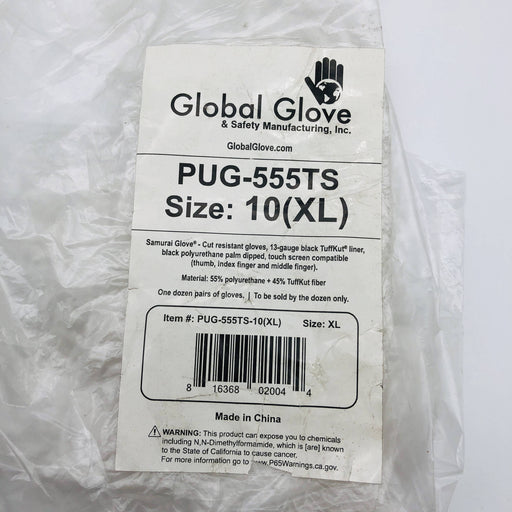 Global Glove
& Safety Manufacturing, Inc.
GlobalGlove.com
PUG-555TS
Size: 10(XL)
Samurai Glove® - Cut resistant gloves, 13-gauge black TuffKut® liner,
black polyurethane palm dipped, touch screen compatible
(thumb, index finger and middle finger).
Material: 55% polyurethane + 45% TuffKut fiber
One dozen pairs of gloves. | To be sold by the dozen only.
Item #: PUG-555TS-10(XL) Size: XL
8 16368 02004 4
Made in China
WARNING: This product can expose you to chemicals
including N,N-Dimethylformamide, which is [are] known
to the State of California to cause cancer.
For more information go to www.P65Warnings.ca.gov.